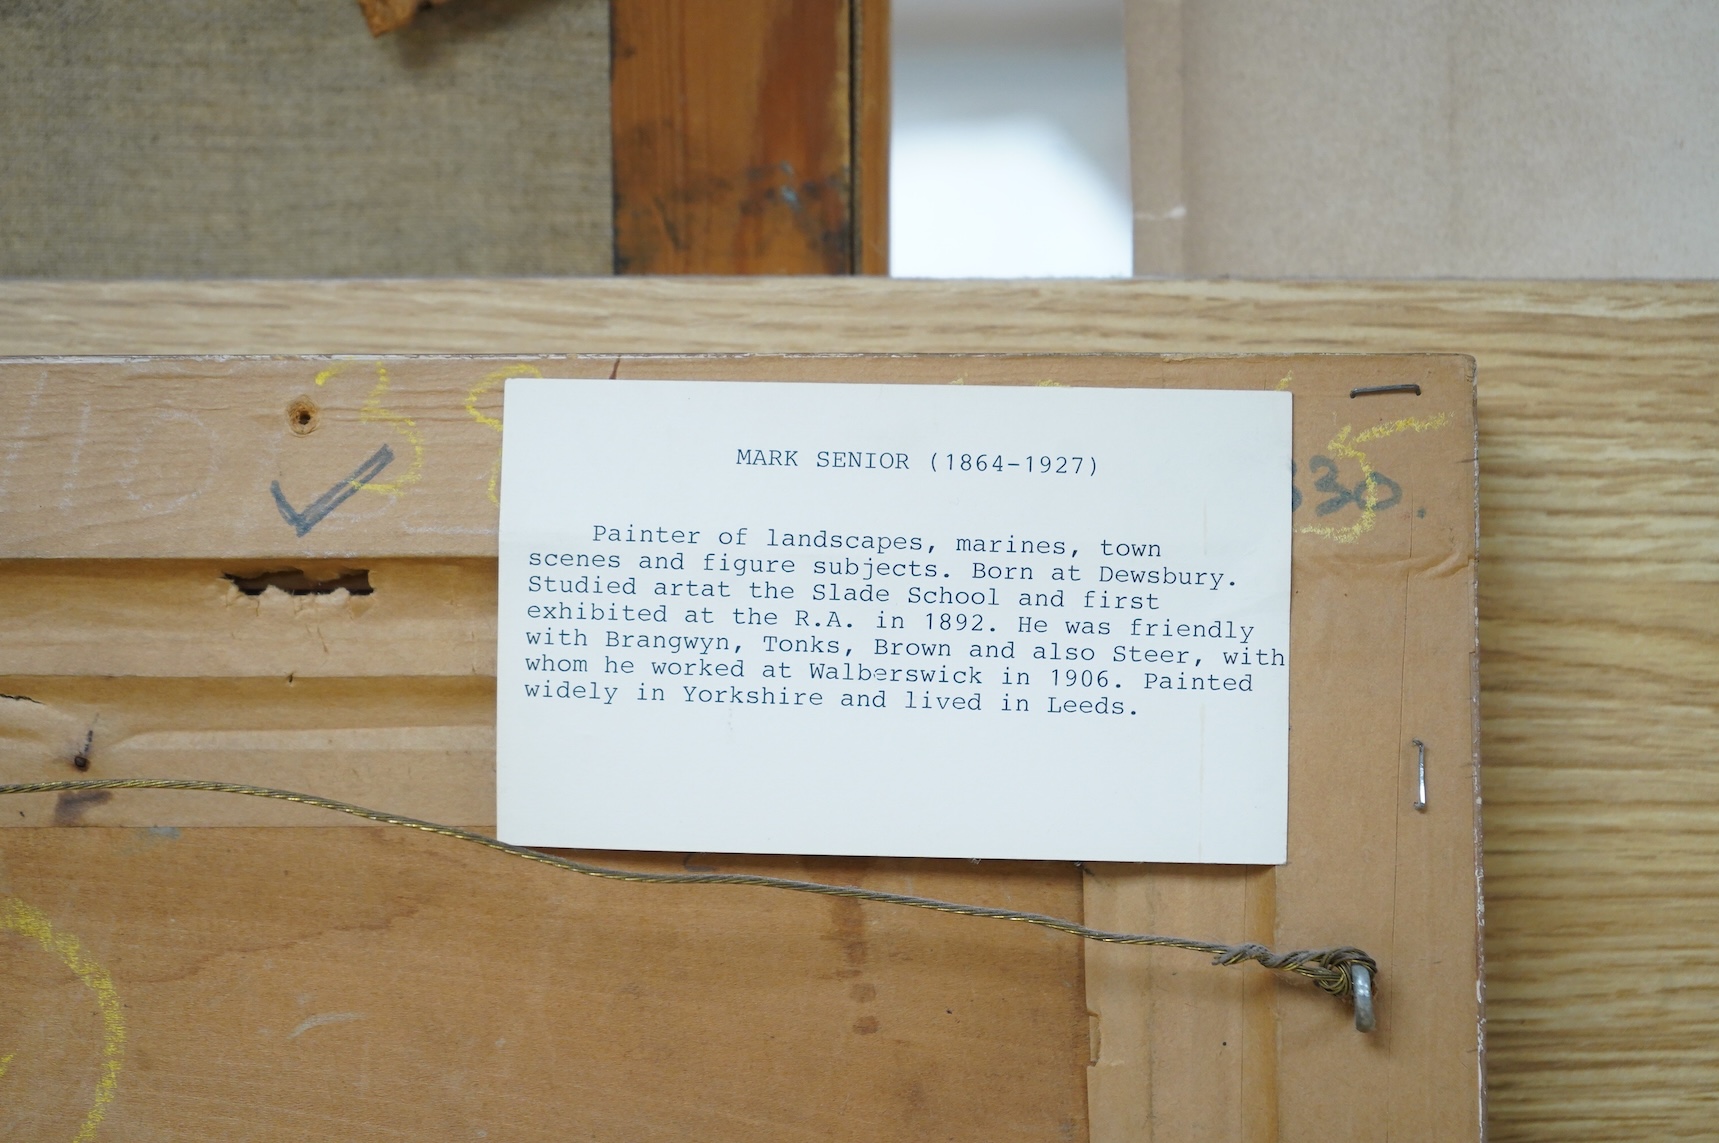 MARK SENIOR (1864-1927)
Painter of landscapes, marines, town
scenes and figure subjects. Born at Dewsbury.
Studied artat the Slade School and first
exhibited at the R.A. in 1892. He was friendly
with Brangwyn, Tonks, Brown and also Steer, with
whom he worked at Walberswick in 1906. Painted
widely in Yorkshire and lived in Leeds.